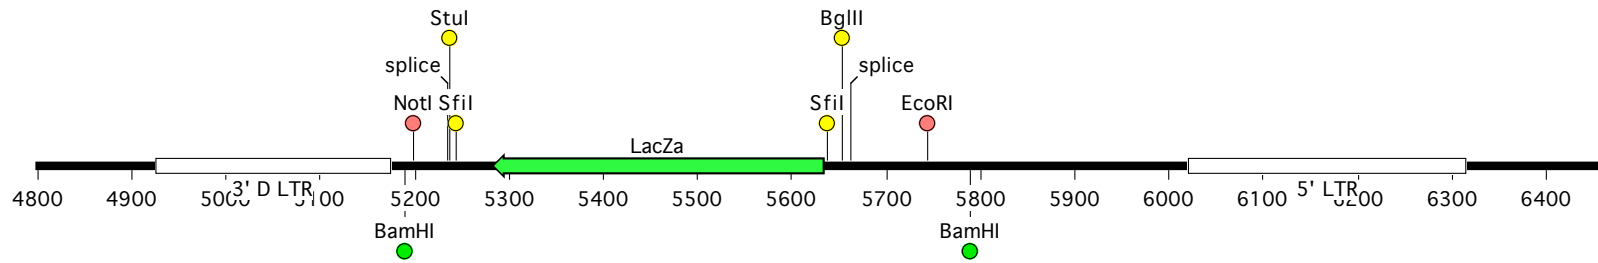 StuI BglII
splice splice
NotI SfiI SfiI EcoRI
LacZa
3' D LTR 5' LTR
4800 4900 5000 5100 5200 5300 5400 5500 5600 5700 5800 5900 6000 6100 6200 6300 6400
BamHI BamHI